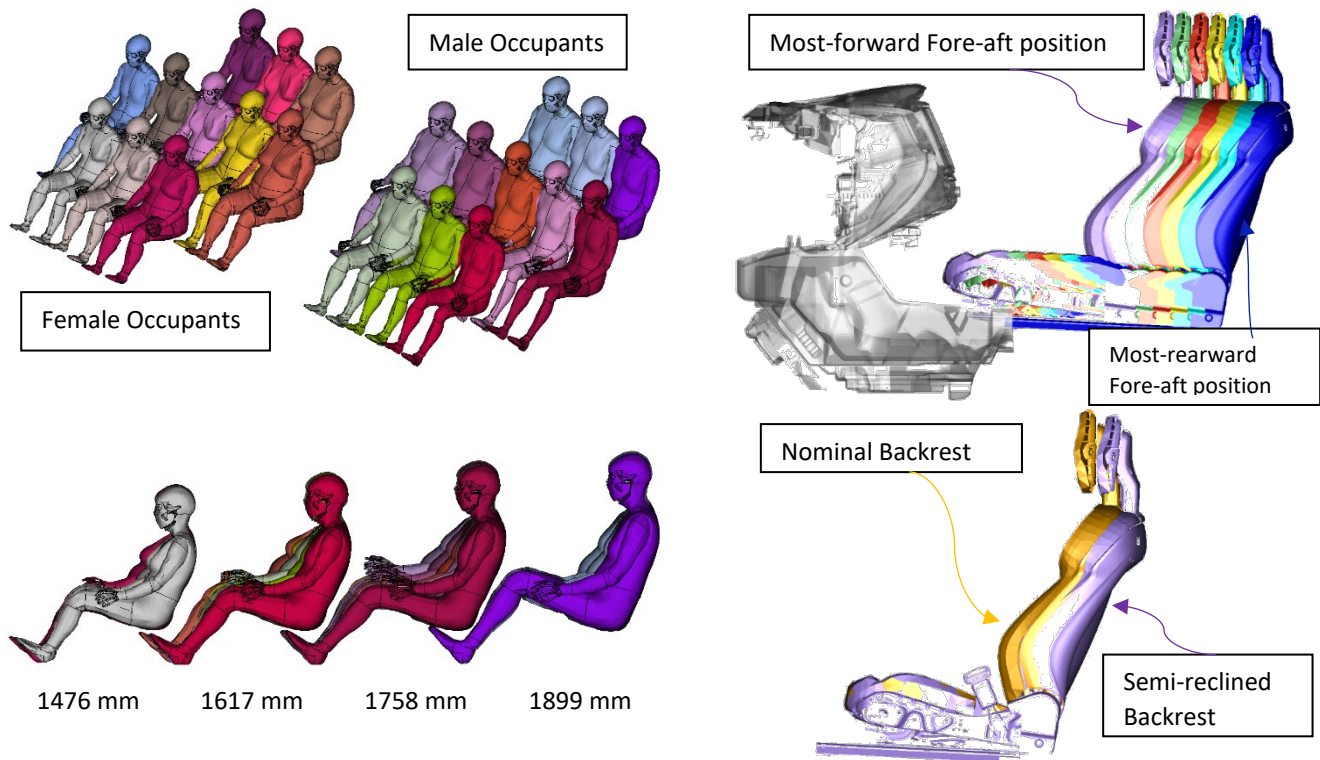 Male Occupants
Female Occupants
Most-forward Fore-aft position
Most-rearward
Fore-aft position
1476 mm
1617 mm
1758 mm
1899 mm
Nominal Backrest
Semi-reclined
Backrest